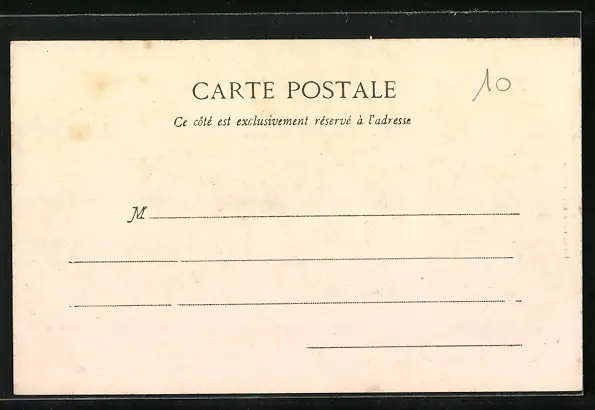 CARTE POSTALE
10
Ce côté est exclusivement réservé à l'adresse
M